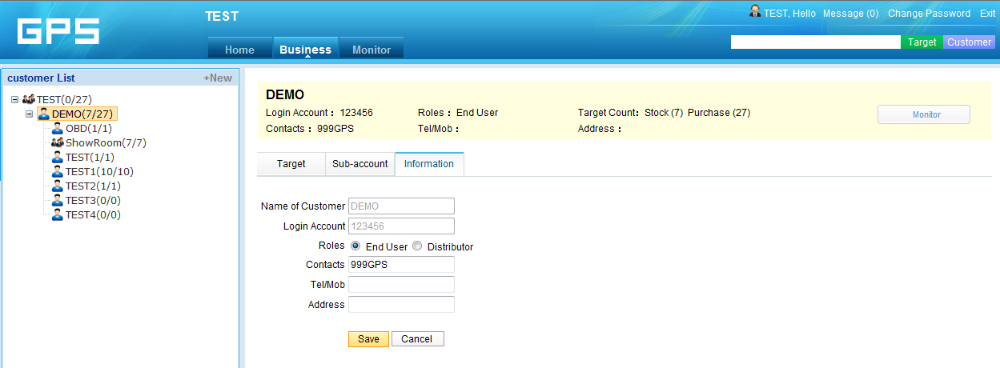 GPS
TEST
TEST, Hello Message (0) Change Password Exit
Home Business Monitor
Target Customer
customer List +New
TEST(0/27)
DEMO(7/27)
OBD(1/1)
ShowRoom(7/7)
TEST(1/1)
TEST1(10/10)
TEST2(1/1)
TEST3(0/0)
TEST4(0/0)
DEMO
Login Account : 123456 Roles : End User Target Count: Stock (7) Purchase (27)
Contacts : 999GPS Tel/Mob : Address :
Monitor
Target Sub-account Information
Name of Customer DEMO
Login Account 123456
Roles End User Distributor
Contacts 999GPS
Tel/Mob
Address
Save Cancel